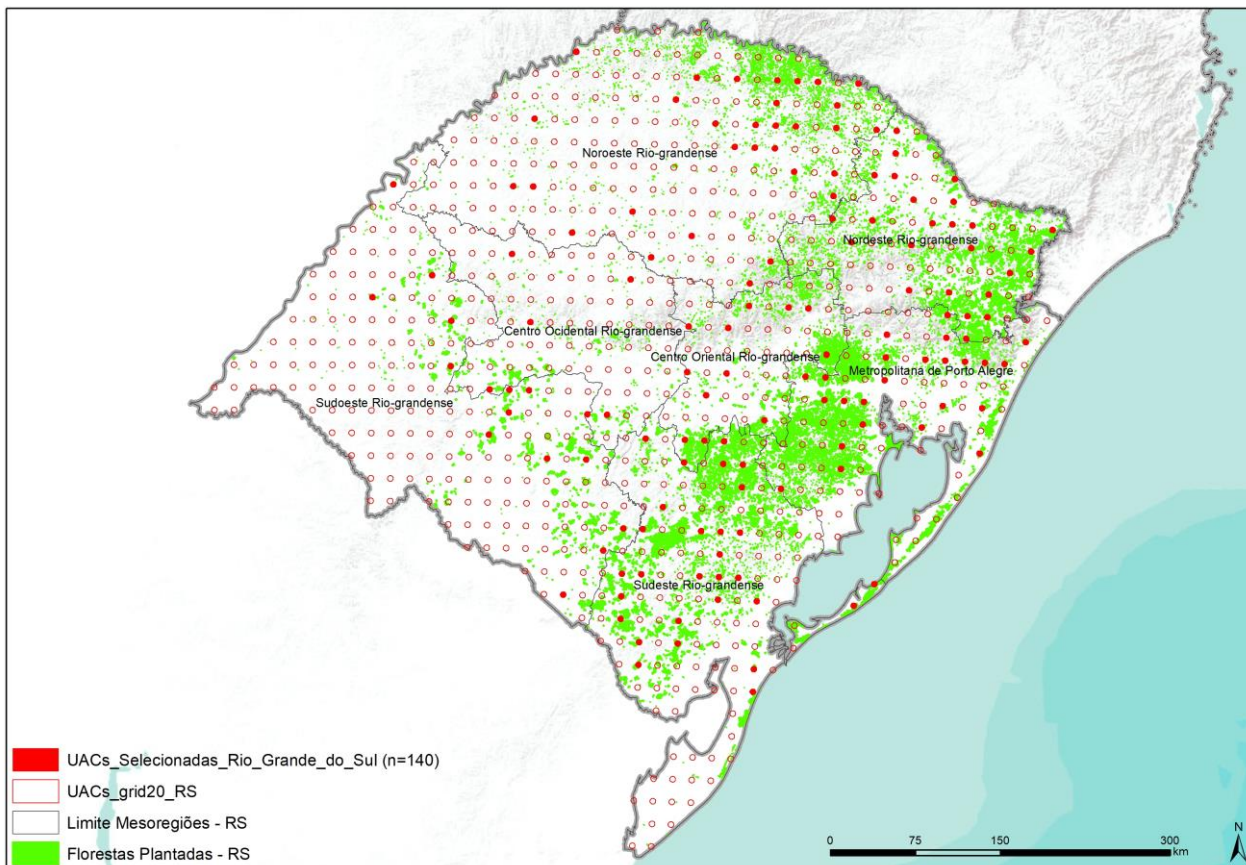 Noroeste Rio-grandense
Nordeste Rio-grandense
Centro Ocidental Rio-grandense
Centro Oriental Rio-grandense
Metropolitana de Porto Alegre
Sudoeste Rio-grandense
Sudeste Rio-grandense
UACs_Selecionadas_Rio_Grande_do_Sul (n=140)
UACs_grid20_RS
Limite Mesoregiões - RS
Florestas Plantadas - RS
0 75 150 300
km
N